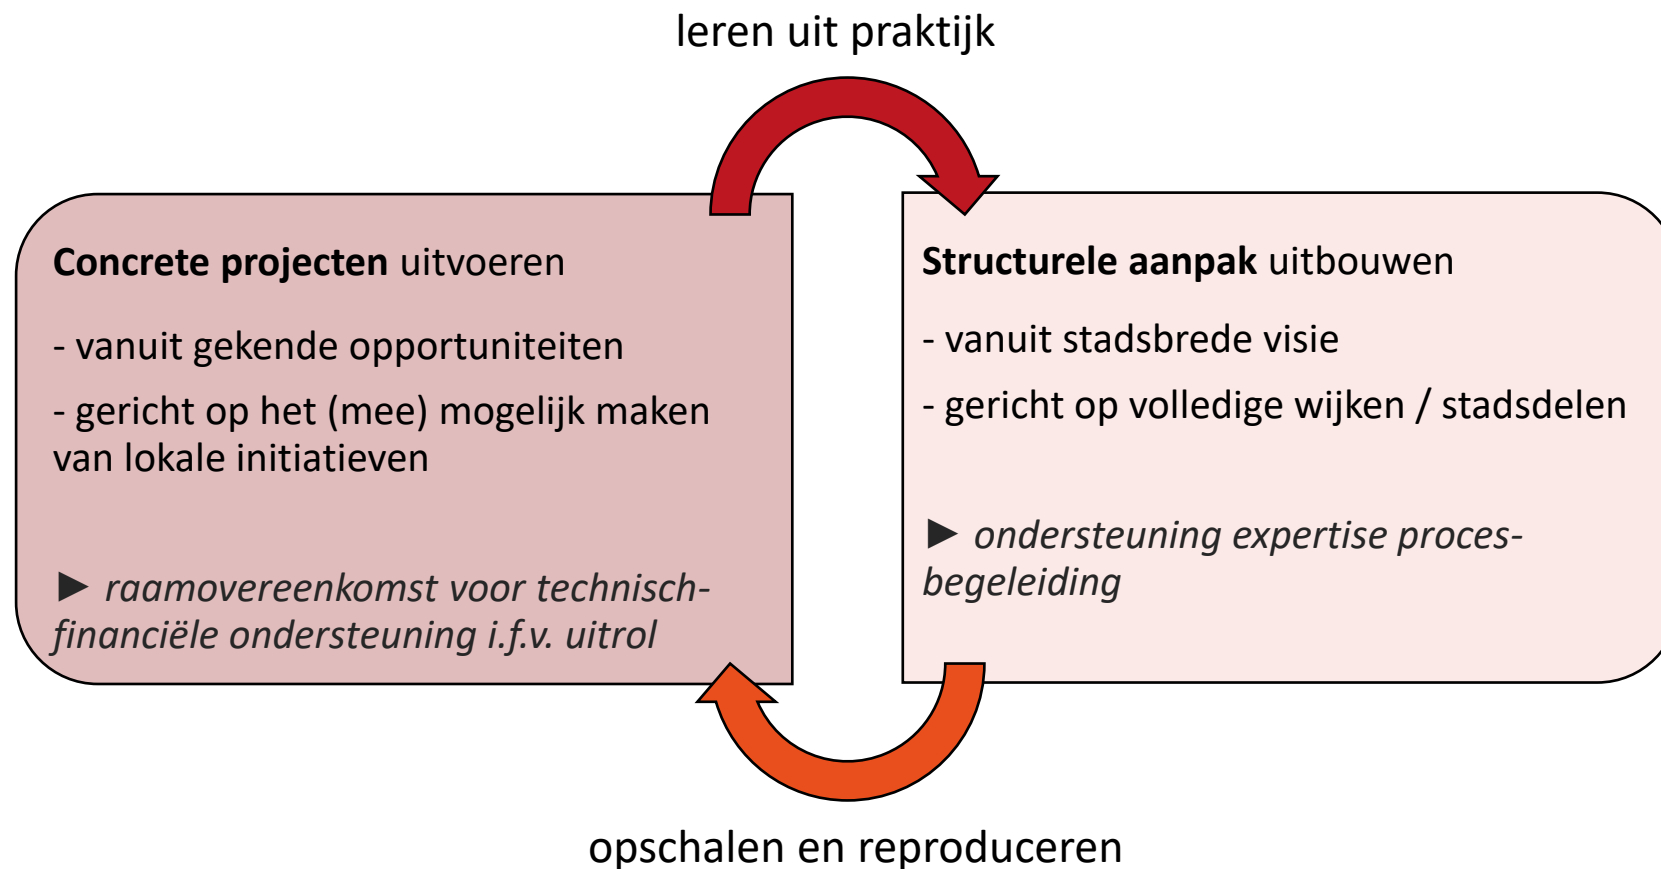 leren uit praktijk
Concrete projecten uitvoeren
- vanuit gekende opportuniteiten
- gericht op het (mee) mogelijk maken
van lokale initiatieven
► raamovereenkomst voor technisch-
financiële ondersteuning i.f.v. uitrol
Structurele aanpak uitbouwen
- vanuit stadsbrede visie
- gericht op volledige wijken / stadsdelen
► ondersteuning expertise proces-
begeleiding
opschalen en reproduceren